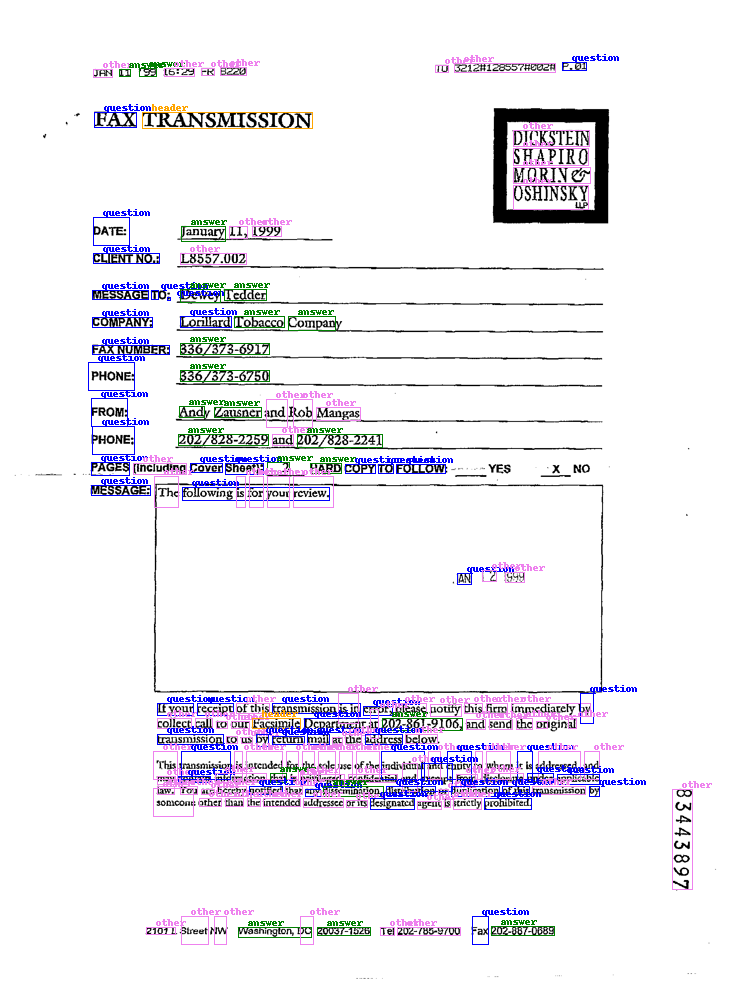 JAN 11 '99 16:29 FR 8220 TO 3212#128557#002# P.01
FAX TRANSMISSION
DICKSTEIN
SHAPIRO
MORIN &
OSHINSKY
LLP
DATE: January 11, 1999
CLIENT NO.: L8557.002
MESSAGE TO: Dewey Tedder
COMPANY: Lorillard Tobacco Company
FAX NUMBER: 336/373-6917
PHONE: 336/373-6750
FROM: Andy Zausner and Rob Mangas
PHONE: 202/828-2259 and 202/828-2241
PAGES (Including Cover Sheet): 2 HARD COPY TO FOLLOW: YES X NO
MESSAGE: The following is for your review.
AN 2 999
If your receipt of this transmission is in error, please notify this firm immediately by
collect call to our Facsimile Department at 202-861-9106, and send the original
transmission to us by return mail at the address below.
This transmission is intended for the sole use of the individual and entity to whom it is addressed, and
may contain information that is privileged, confidential and exempt from disclosure under applicable
law. You are hereby notified that any dissemination, distribution or duplication of this transmission by
someone other than the intended addressee or its designated agent is strictly prohibited.
83443897
2101 L Street NW Washington, DC 20037-1526 Tel 202-785-9700 Fax 202-887-0689